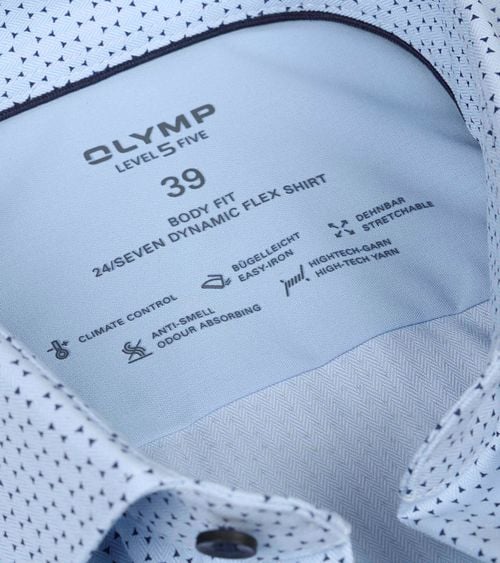 OLYMP
LEVEL 5 FIVE
39
BODY FIT
24/SEVEN DYNAMIC FLEX SHIRT
CLIMATE CONTROL
BÜGELLEICHT
EASY-IRON
DEHNBAR
STRETCHABLE
ANTI-SMELL
ODOUR ABSORBING
HIGHTECH-GARN
HIGH-TECH YARN